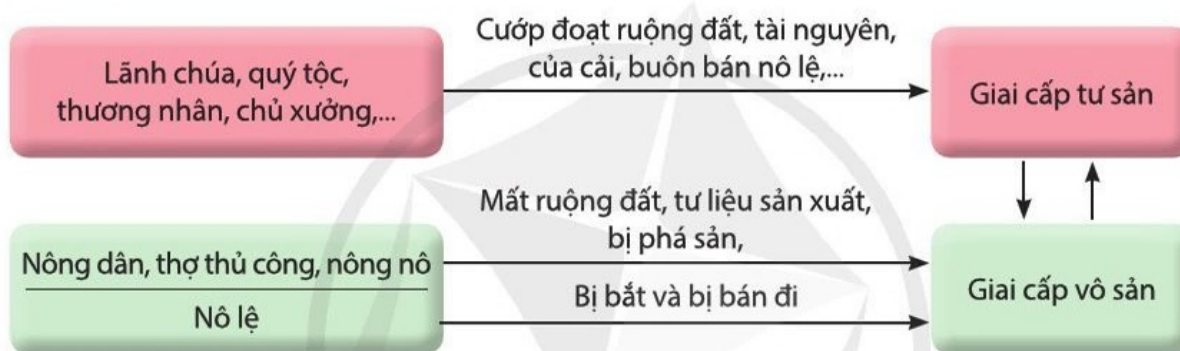 Lãnh chúa, quý tộc,
thương nhân, chủ xưởng,...
Cướp đoạt ruộng đất, tài nguyên,
của cải, buôn bán nô lệ,...
Giai cấp tư sản
Nông dân, thợ thủ công, nông nô
Nô lệ
Mất ruộng đất, tư liệu sản xuất,
bị phá sản,
Bị bắt và bị bán đi
Giai cấp vô sản